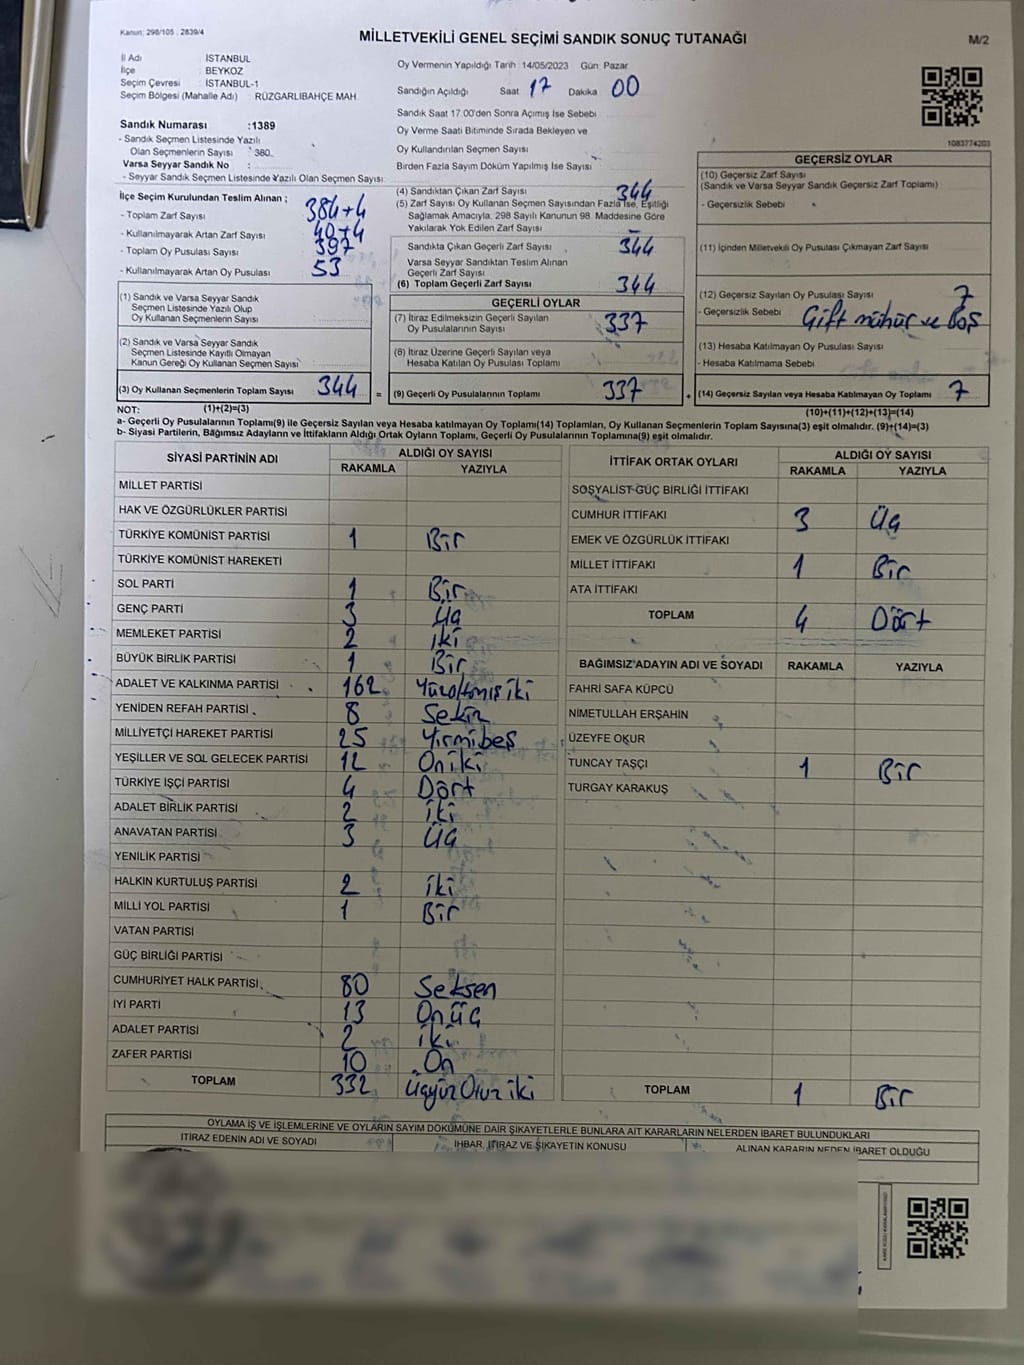 Kanun: 298/105 , 2839/4
MİLLETVEKİLİ GENEL SEÇİMİ SANDIK SONUÇ TUTANAĞI
M/2
İl Adı : İSTANBUL
İlçe : BEYKOZ
Seçim Çevresi : İSTANBUL-1
Seçim Bölgesi (Mahalle Adı) : RÜZGARLIBAHÇE MAH.
Oy Vermenin Yapıldığı Tarih :14/05/2023 Gün: Pazar
Sandığın Açıldığı Saat 17 Dakika 00
Sandık Saat 17.00'den Sonra Açımış İse Sebebi
Oy Verme Saati Bitiminde Sırada Bekleyen ve
Oy Kullandırılan Seçmen Sayısı
Birden Fazla Sayım Döküm Yapılmış İse Sayısı
1083774203
Sandık Numarası :1389
- Sandık Seçmen Listesinde Yazılı
Olan Seçmenlerin Sayısı : 380
Varsa Seyyar Sandık No :
- Seyyar Sandık Seçmen Listesinde Yazılı Olan Seçmen Sayısı:
İlçe Seçim Kurulundan Teslim Alınan ;
- Toplam Zarf Sayısı 384+4
- Kullanılmayarak Artan Zarf Sayısı 40+4
- Toplam Oy Pusulası Sayısı 397
- Kullanılmayarak Artan Oy Pusulası 53
(1) Sandık ve Varsa Seyyar Sandık
Seçmen Listesinde Yazılı Olup
Oy Kullanan Seçmenlerin Sayısı
(2) Sandık ve Varsa Seyyar Sandık
Seçmen Listesinde Kayıtlı Olmayan
Kanun Gereği Oy Kullanan Seçmen Sayısı
(3) Oy Kullanan Seçmenlerin Toplam Sayısı 344 =
(4) Sandıktan Çıkan Zarf Sayısı 344
(5) Zarf Sayısı Oy Kullanan Seçmen Sayısından Fazla İse, Eşitliği
Sağlamak Amacıyla, 298 Sayılı Kanunun 98. Maddesine Göre
Yakılarak Yok Edilen Zarf Sayısı –
Sandıkta Çıkan Geçerli Zarf Sayısı 344
Varsa Seyyar Sandıktan Teslim Alınan
Geçerli Zarf Sayısı
(6) Toplam Geçerli Zarf Sayısı 344
GEÇERLİ OYLAR
(7) İtiraz Edilmeksizin Geçerli Sayılan
Oy Pusulalarının Sayısı 337
(8) İtiraz Üzerine Geçerli Sayılan veya
Hesaba Katılan Oy Pusulası Toplamı
(9) Geçerli Oy Pusulalarının Toplamı 337 +
GEÇERSİZ OYLAR
(10) Geçersiz Zarf Sayısı
(Sandık ve Varsa Seyyar Sandık Geçersiz Zarf Toplamı)
- Geçersizlik Sebebi
(11) İçinden Milletvekili Oy Pusulası Çıkmayan Zarf Sayısı
(12) Geçersiz Sayılan Oy Pusulası Sayısı 7
- Geçersizlik Sebebi Çift mühür ve Boş
(13) Hesaba Katılmayan Oy Pusulası Sayısı
- Hesaba Katılmama Sebebi
(14) Geçersiz Sayılan veya Hesaba Katılmayan Oy Toplamı 7
NOT: (1)+(2)=(3)
(10)+(11)+(12)+(13)=(14)
a- Geçerli Oy Pusulalarının Toplamı(9) ile Geçersiz Sayılan veya Hesaba katılmayan Oy Toplamı(14) Toplamları, Oy Kullanan Seçmenlerin Toplam Sayısına(3) eşit olmalıdır. (9)+(14)=(3)
b- Siyasi Partilerin, Bağımsız Adayların ve İttifakların Aldığı Ortak Oyların Toplamı, Geçerli Oy Pusulalarının Toplamına(9) eşit olmalıdır.
SİYASİ PARTİNİN ADI ALDIĞI OY SAYISI
RAKAMLA YAZIYLA
MİLLET PARTİSİ
HAK VE ÖZGÜRLÜKLER PARTİSİ
TÜRKİYE KOMÜNİST PARTİSİ 1 Bir
TÜRKİYE KOMÜNİST HAREKETİ
SOL PARTİ 1 Bir
GENÇ PARTİ 3 Üç
MEMLEKET PARTİSİ 2 İki
BÜYÜK BİRLİK PARTİSİ 1 Bir
ADALET VE KALKINMA PARTİSİ 162 Yüzaltmışiki
YENİDEN REFAH PARTİSİ 8 Sekiz
MİLLİYETÇİ HAREKET PARTİSİ 25 Yirmibeş
YEŞİLLER VE SOL GELECEK PARTİSİ 12 Oniki
TÜRKİYE İŞÇİ PARTİSİ 4 Dört
ADALET BİRLİK PARTİSİ 2 iki
ANAVATAN PARTİSİ 3 Üç
YENİLİK PARTİSİ
HALKIN KURTULUŞ PARTİSİ 2 iki
MİLLİ YOL PARTİSİ 1 Bir
VATAN PARTİSİ
GÜÇ BİRLİĞİ PARTİSİ
CUMHURİYET HALK PARTİSİ 80 Seksen
İYİ PARTİ 13 Onüç
ADALET PARTİSİ 2 iki
ZAFER PARTİSİ 10 On
TOPLAM 332 Üçyüz Otuz iki
İTTİFAK ORTAK OYLARI ALDIĞI OY SAYISI
RAKAMLA YAZIYLA
SOSYALİST GÜÇ BİRLİĞİ İTTİFAKI
CUMHUR İTTİFAKI 3 Üç
EMEK VE ÖZGÜRLÜK İTTİFAKI
MİLLET İTTİFAKI 1 Bir
ATA İTTİFAKI
TOPLAM 4 Dört
BAĞIMSIZ ADAYIN ADI VE SOYADI RAKAMLA YAZIYLA
FAHRİ SAFA KÜPCÜ
NİMETULLAH ERŞAHİN
ÜZEYFE OKUR
TUNCAY TAŞÇI 1 Bir
TURGAY KARAKUŞ
TOPLAM 1 Bir
OYLAMA İŞ VE İŞLEMLERİNE VE OYLARIN SAYIM DÖKÜMÜNE DAİR ŞİKAYETLERLE BUNLARA AİT KARARLARIN NELERDEN İBARET BULUNDUKLARI
İTİRAZ EDENİN ADI VE SOYADI İHBAR, İTİRAZ VE ŞİKAYETİN KONUSU ALINAN KARARIN NEDEN İBARET OLDUĞU